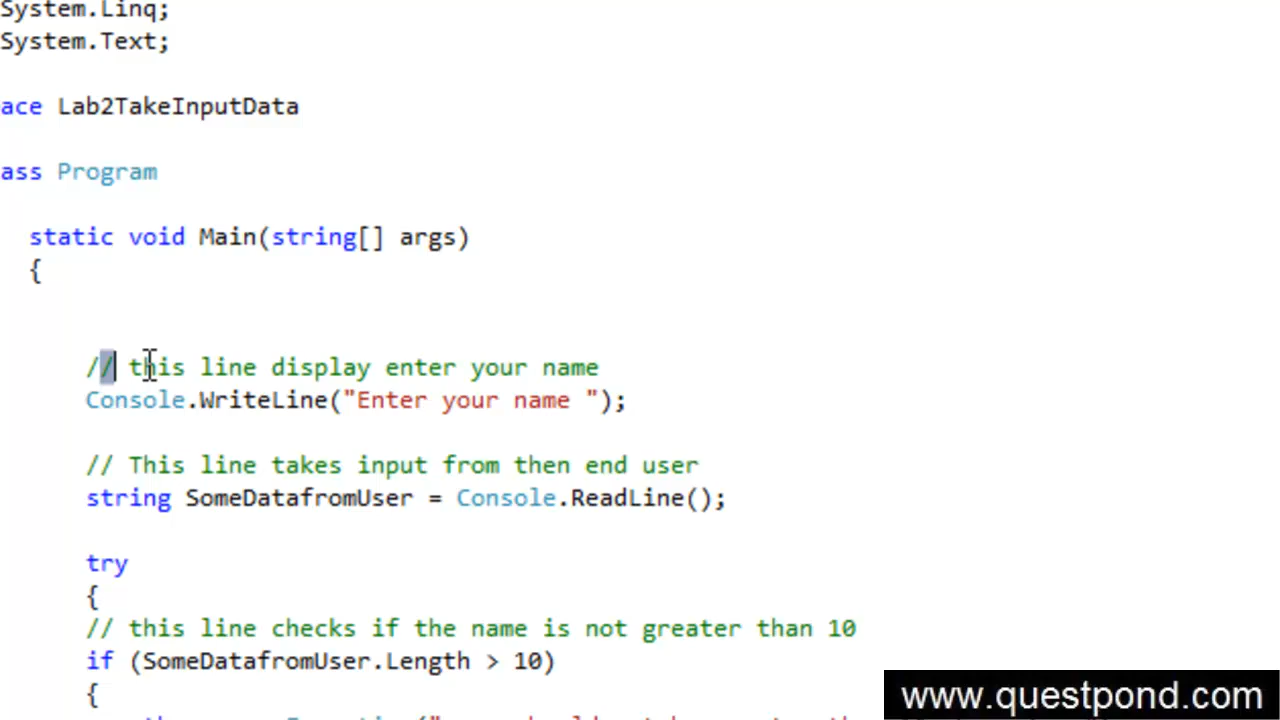 System.Linq;
System.Text;
ace Lab2TakeInputData
ass Program
static void Main(string[] args)
{
// this line display enter your name
Console.WriteLine("Enter your name ");
// This line takes input from then end user
string SomeDatafromUser = Console.ReadLine();
try
{
// this line checks if the name is not greater than 10
if (SomeDatafromUser.Length > 10)
{
www.questpond.com